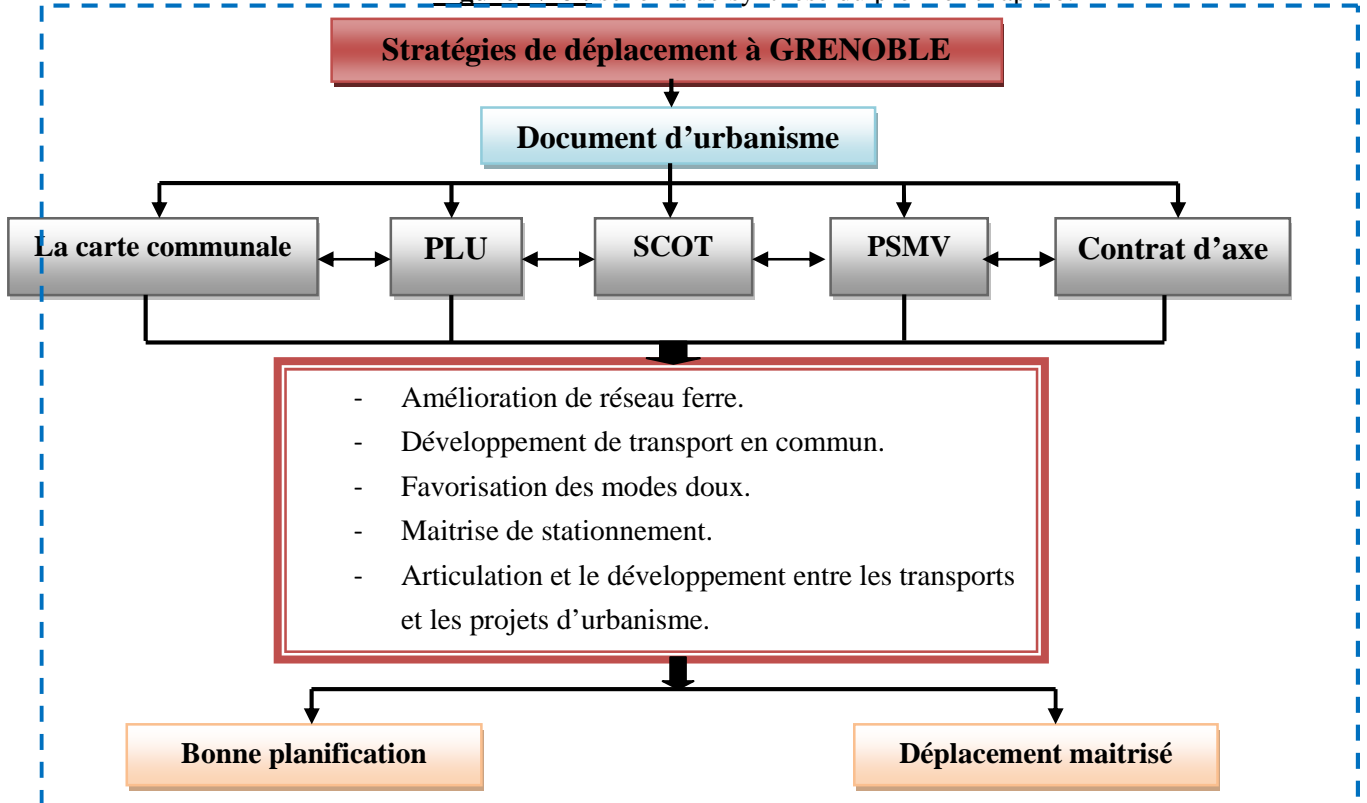 Stratégies de déplacement à GRENOBLE
Document d’urbanisme
La carte communale
PLU
SCOT
PSMV
Contrat d’axe
- Amélioration de réseau ferre.
- Développement de transport en commun.
- Favorisation des modes doux.
- Maitrise de stationnement.
- Articulation et le développement entre les transports
et les projets d’urbanisme.
Bonne planification
Déplacement maitrisé